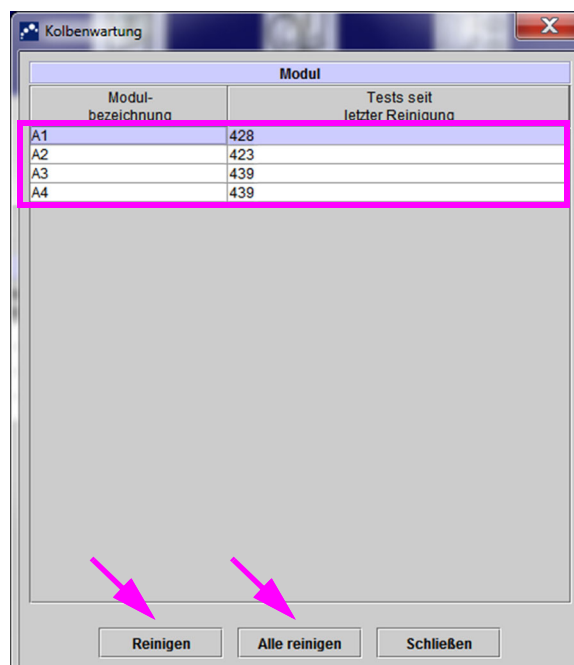 Kolbenwartung
Modul
Modul-
bezeichnung
Tests seit
letzter Reinigung
A1 428
A2 423
A3 439
A4 439
Reinigen Alle reinigen Schließen